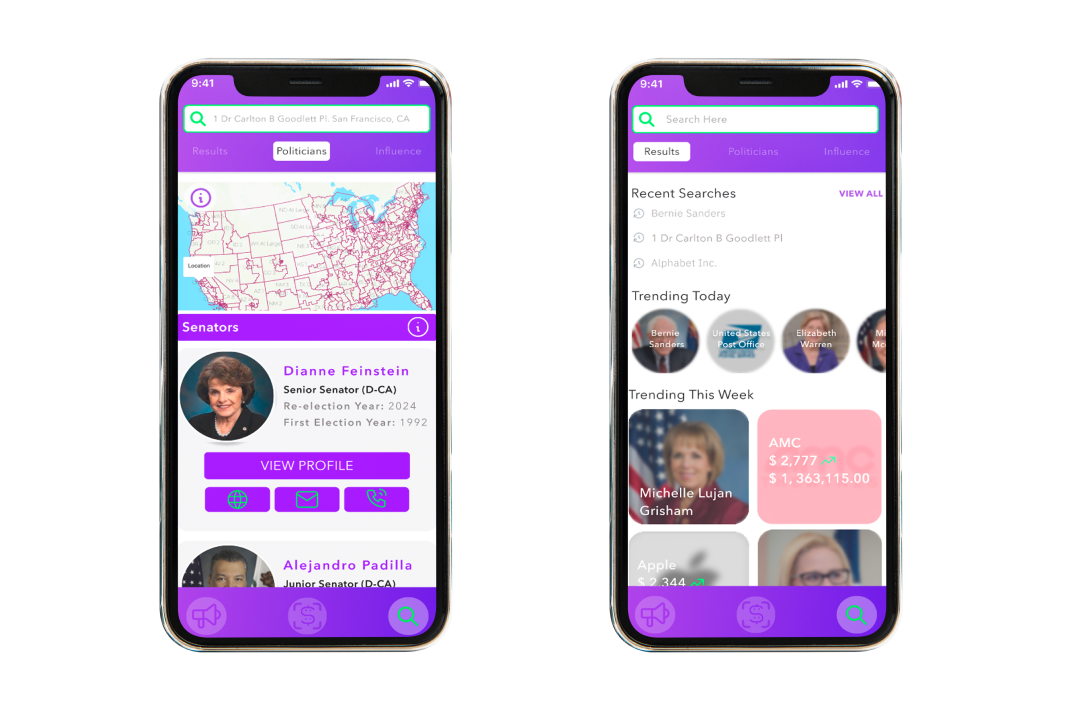 9:41
1 Dr Carlton B Goodlett Pl. San Francisco, CA
Results Politicians Influence
Location
Senators
Dianne Feinstein
Senior Senator (D-CA)
Re-election Year: 2024
First Election Year: 1992
VIEW PROFILE
Alejandro Padilla
Junior Senator (D-CA)
9:41
Search Here
Results Politicians Influence
Recent Searches VIEW ALL
Bernie Sanders
1 Dr Carlton B Goodlett Pl
Alphabet Inc.
Trending Today
Bernie
Sanders
United States
Post Office
Elizabeth
Warren
Trending This Week
Michelle Lujan
Grisham
AMC
$ 2,777
$ 1, 363,115.00
Apple
$ 2,344